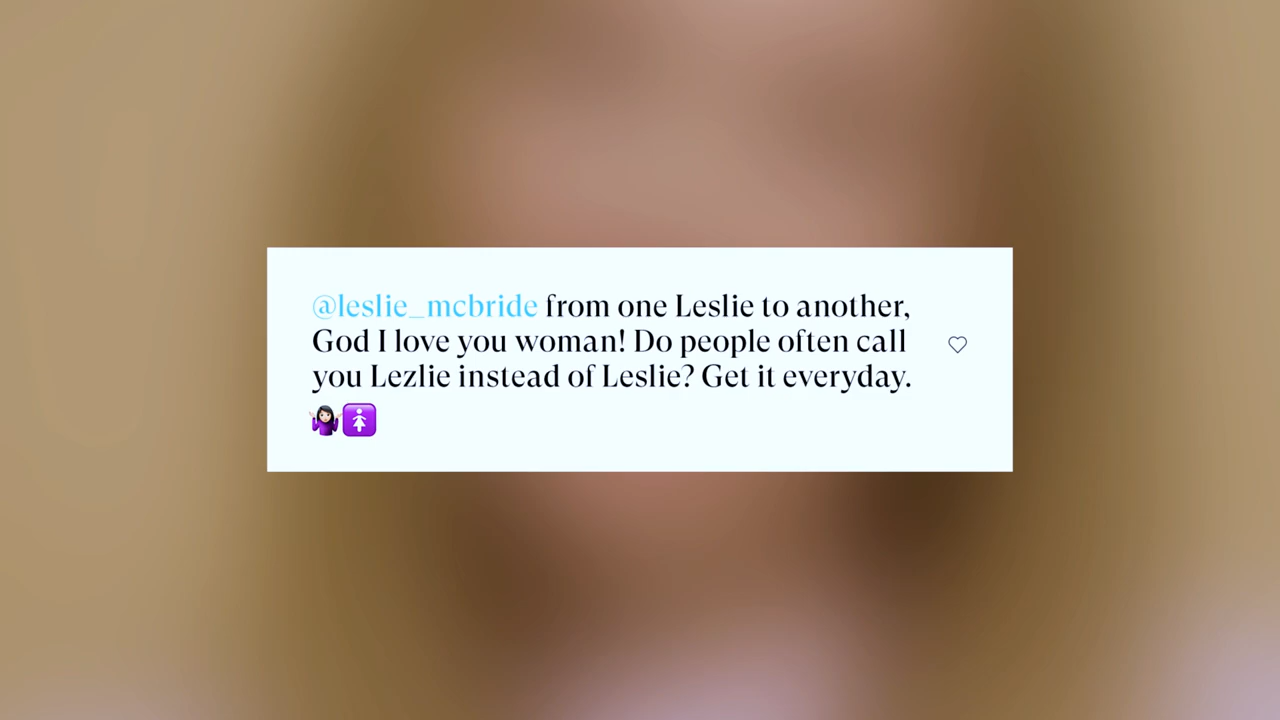 @leslie_mcbride from one Leslie to another,
God I love you woman! Do people often call
you Lezlie instead of Leslie? Get it everyday.
🤷🏻‍♀️🚺